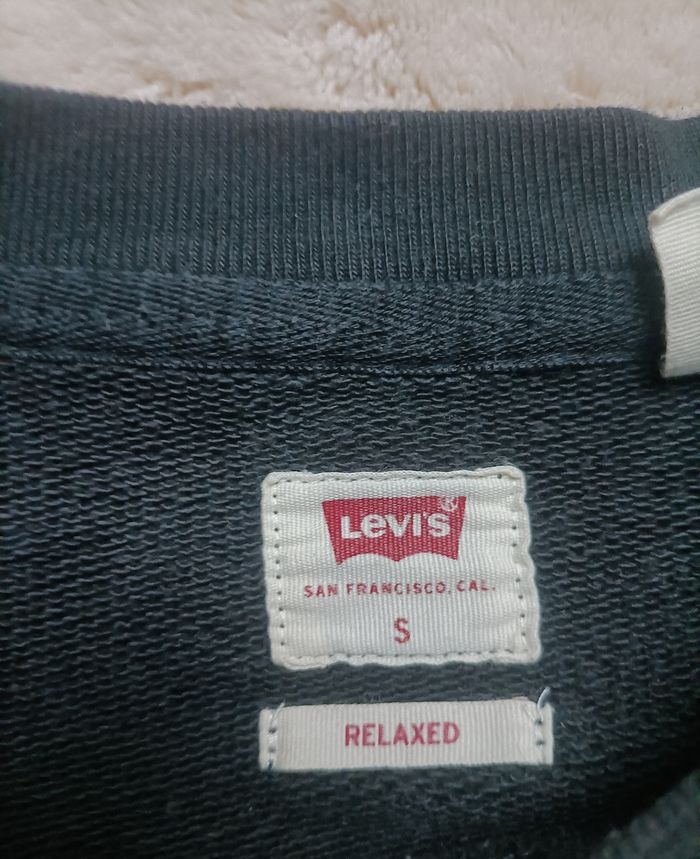 Levi's®
SAN FRANCISCO, CAL.
S
RELAXED